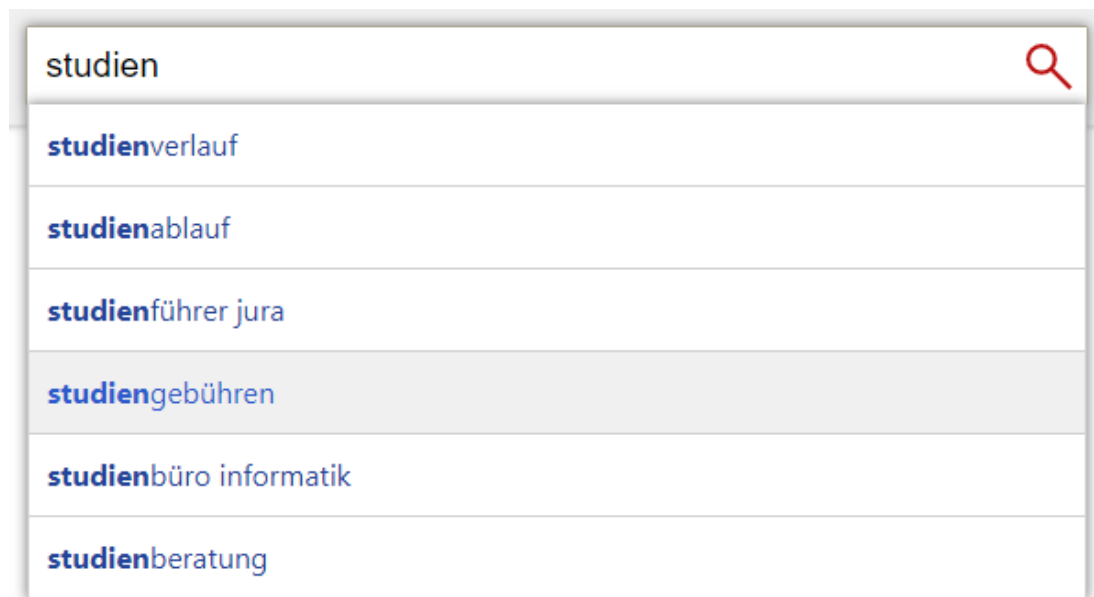 studien
studienverlauf
studienablauf
studienführer jura
studiengebühren
studienbüro informatik
studienberatung